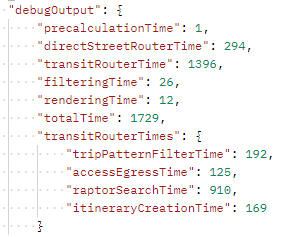 "debugOutput": {
"precalculationTime": 1,
"directStreetRouterTime": 294,
"transitRouterTime": 1396,
"filteringTime": 26,
"renderingTime": 12,
"totalTime": 1729,
"transitRouterTimes": {
"tripPatternFilterTime": 192,
"accessEgressTime": 125,
"raptorSearchTime": 910,
"itineraryCreationTime": 169
}